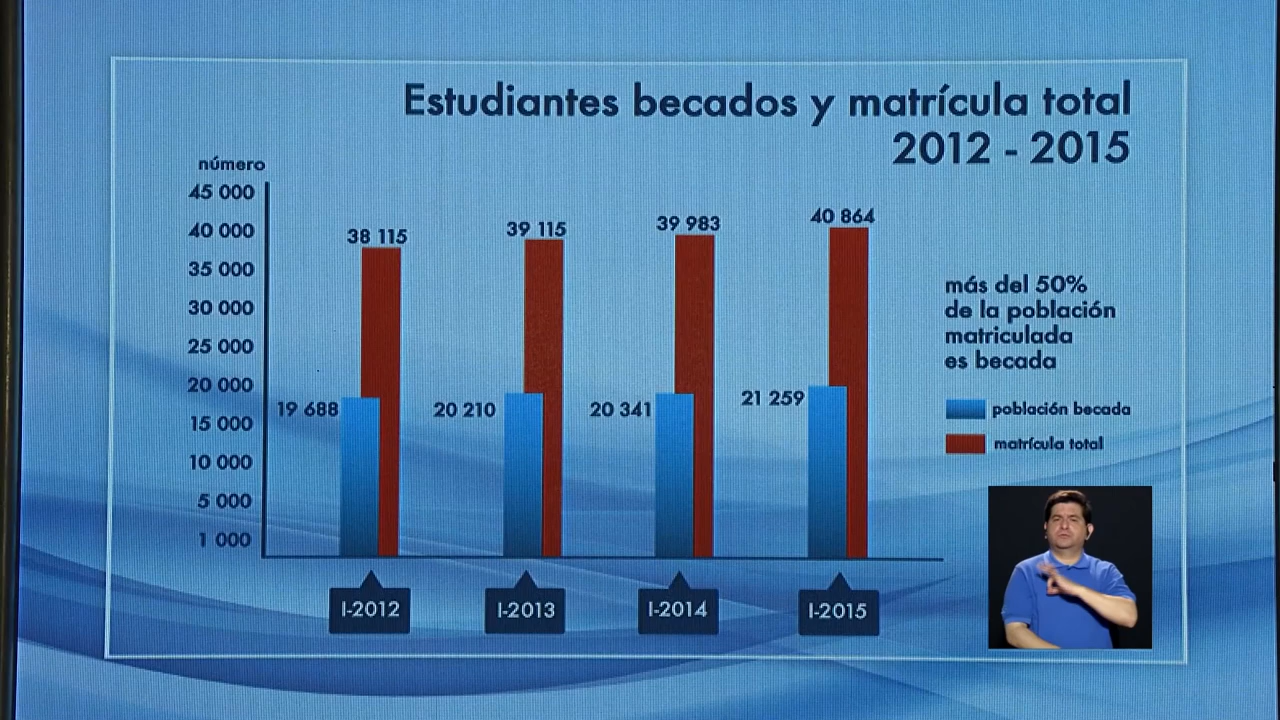 Estudiantes becados y matrícula total
2012 - 2015
número
45 000
40 000
35 000
30 000
25 000
20 000
15 000
10 000
5 000
1 000
38 115
39 115
39 983
40 864
19 688
20 210
20 341
21 259
I-2012
I-2013
I-2014
I-2015
más del 50%
de la población
matriculada
es becada
población becada
matrícula total